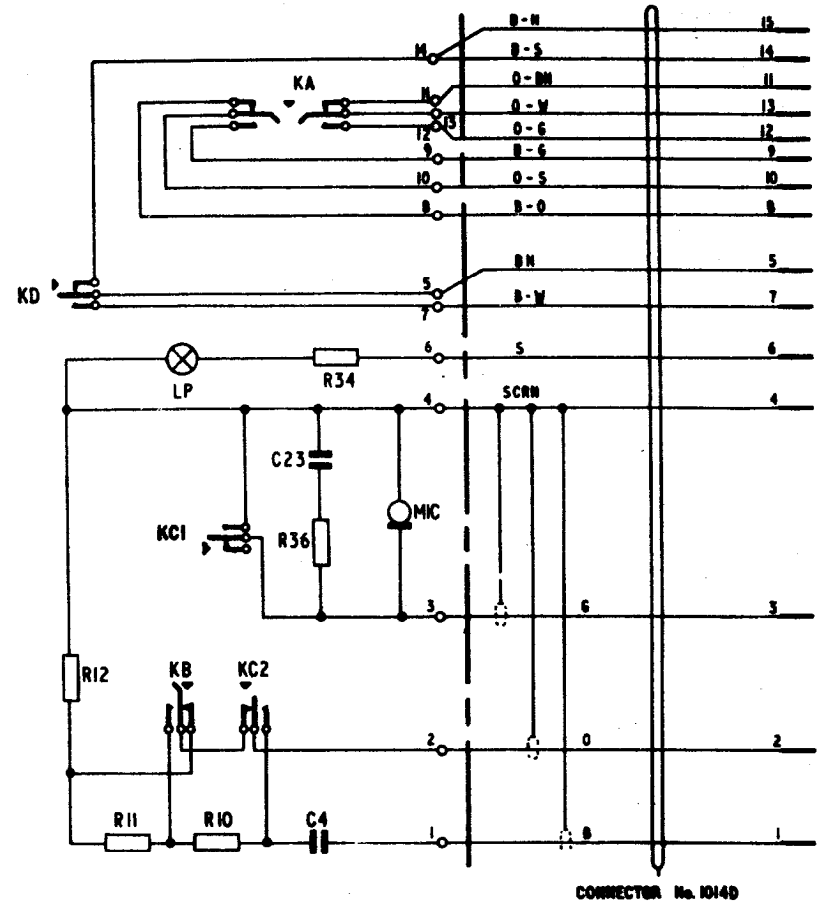 B-N 15
14 B-S 14
O-BN 11
KA 11 O-W 13
13
12 O-G 12
9 B-G 9
10 O-S 10
8 B-O 8
BN 5
KD 5
B-W 7
7
6 S 6
LP R34
SCRN
4 4
C23
MIC
KC1 R36
3 G 3
R12 KB KC2
2 O 2
R11 R10 C4 1 B 1
CONNECTOR No. 1014D